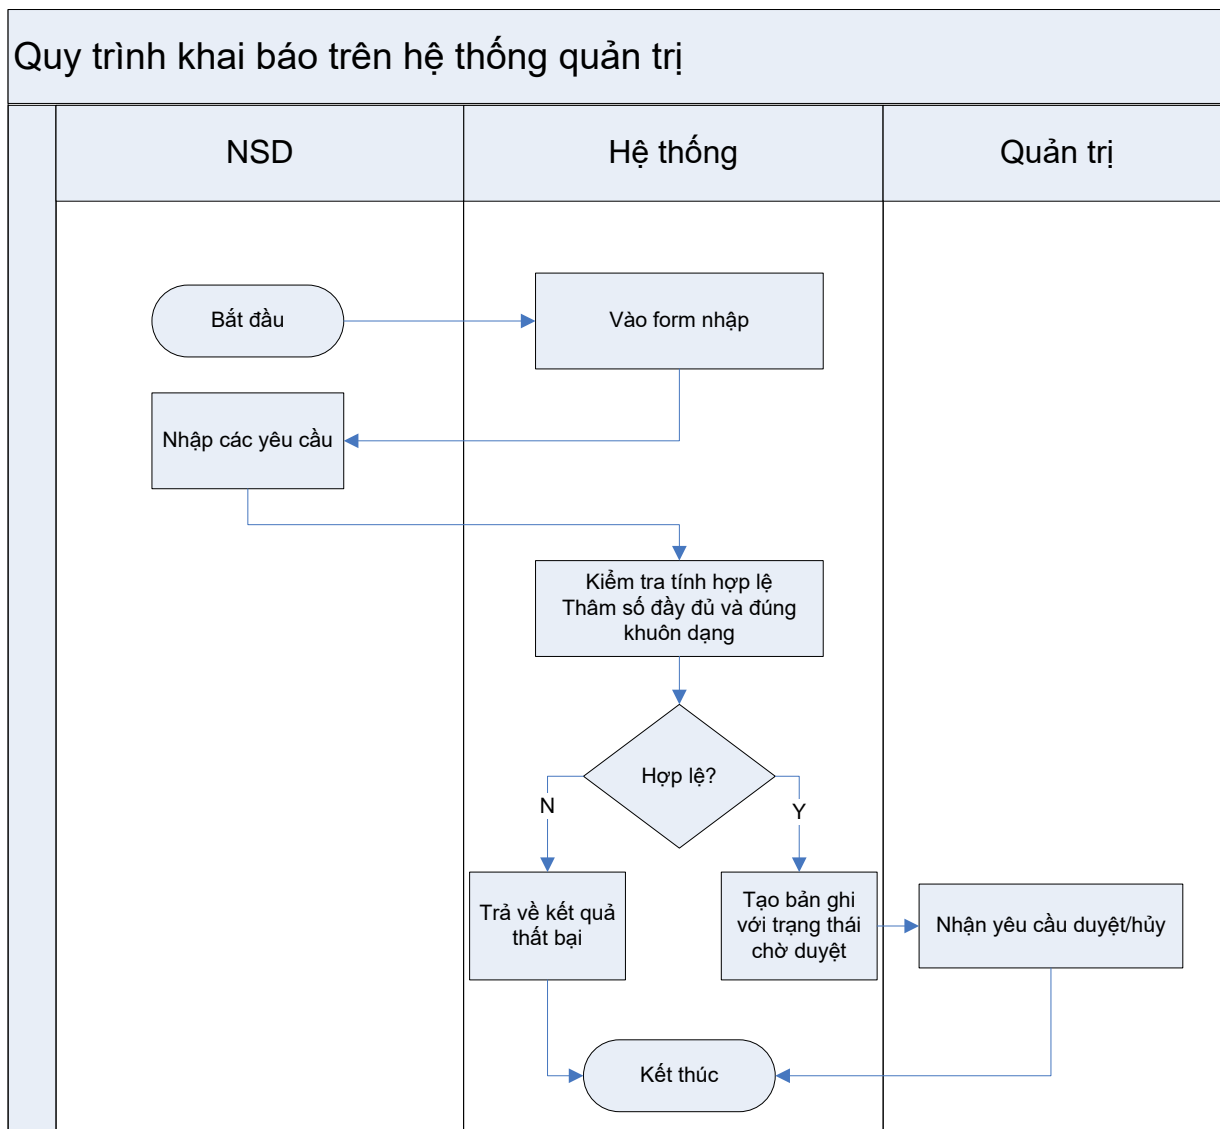 Quy trình khai báo trên hệ thống quản trị
NSD
Hệ thống
Quản trị
Bắt đầu
Vào form nhập
Nhập các yêu cầu
Kiểm tra tính hợp lệ
Thâm số đầy đủ và đúng
khuôn dạng
Hợp lệ?
N
Y
Trả về kết quả
thất bại
Tạo bản ghi
với trạng thái
chờ duyệt
Nhận yêu cầu duyệt/hủy
Kết thúc